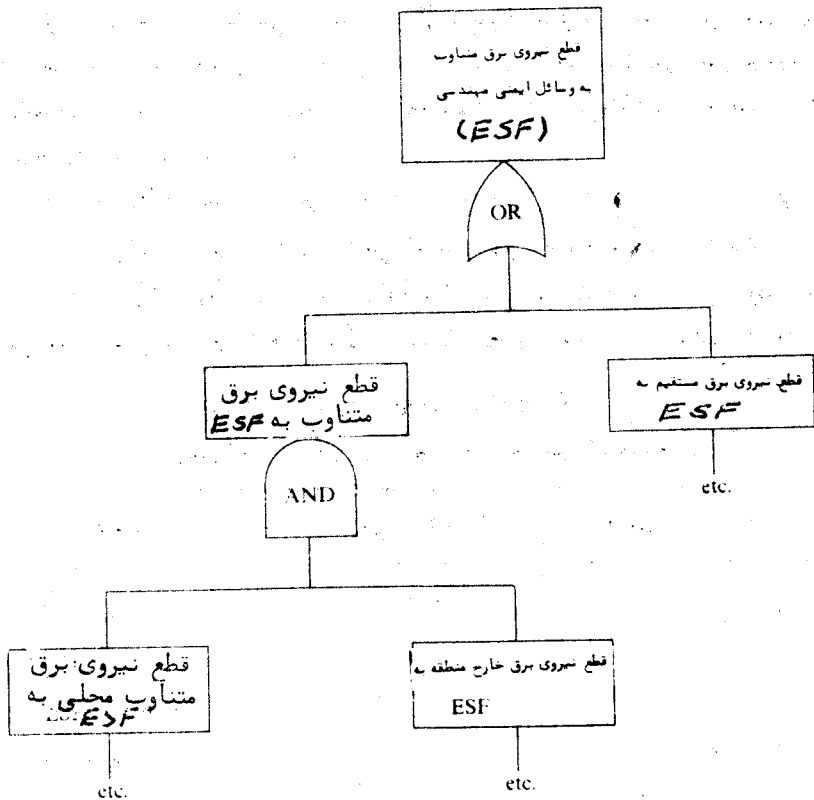 قطع نیروی برق متناوب
به وسائل ایمنی مهندسی
(ESF)
OR
قطع نیروی برق
متناوب به ESF
قطع نیروی برق مستقیم به
ESF
etc.
AND
قطع نیروی برق
متناوب محلی به
ESF
قطع نیروی برق خارج منطقه به
ESF
etc.
etc.